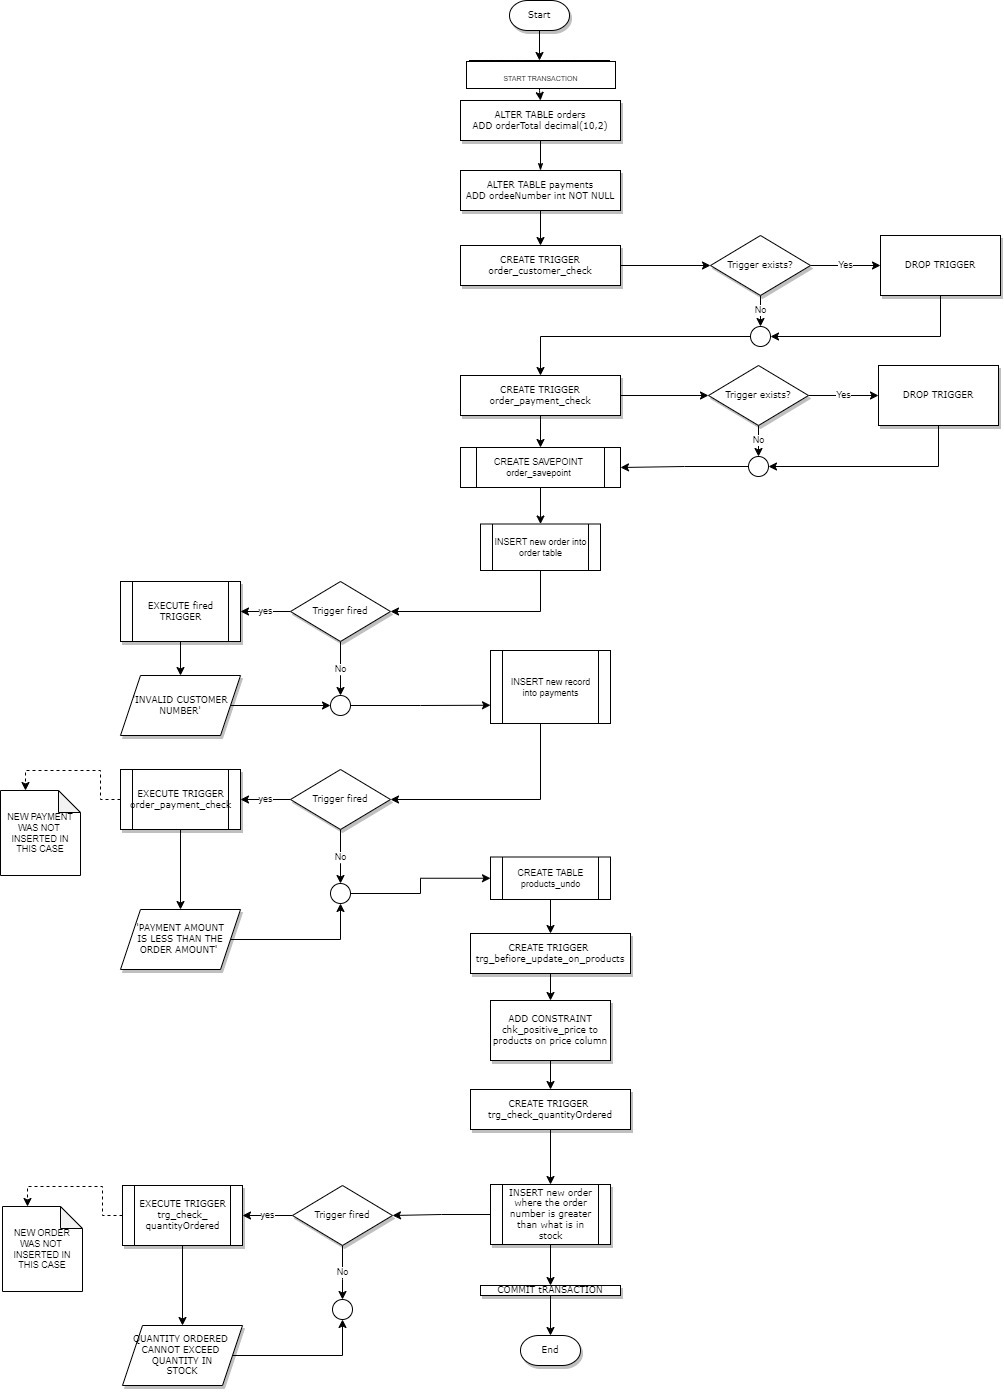 Start
START TRANSACTION
ALTER TABLE orders
ADD orderTotal decimal(10,2)
ALTER TABLE payments
ADD ordeeNumber int NOT NULL
CREATE TRIGGER
order_customer_check
Trigger exists?
Yes
DROP TRIGGER
No
CREATE TRIGGER
order_payment_check
Trigger exists?
Yes
DROP TRIGGER
No
CREATE SAVEPOINT
order_savepoint
INSERT new order into
order table
EXECUTE fired
TRIGGER
yes
Trigger fired
No
'INVALID CUSTOMER
NUMBER'
INSERT new record
into payments
EXECUTE TRIGGER
order_payment_check
yes
Trigger fired
NEW PAYMENT
WAS NOT
INSERTED IN
THIS CASE
No
CREATE TABLE
products_undo
'PAYMENT AMOUNT
IS LESS THAN THE
ORDER AMOUNT'
CREATE TRIGGER
trg_befiore_update_on_products
ADD CONSTRAINT
chk_positive_price to
products on price column
CREATE TRIGGER
trg_check_quantityOrdered
INSERT new order
where the order
number is greater
than what is in
stock
EXECUTE TRIGGER
trg_check_
quantityOrdered
yes
Trigger fired
NEW ORDER
WAS NOT
INSERTED IN
THIS CASE
No
COMMIT tRANSACTION
QUANTITY ORDERED
CANNOT EXCEED
QUANTITY IN
STOCK
End